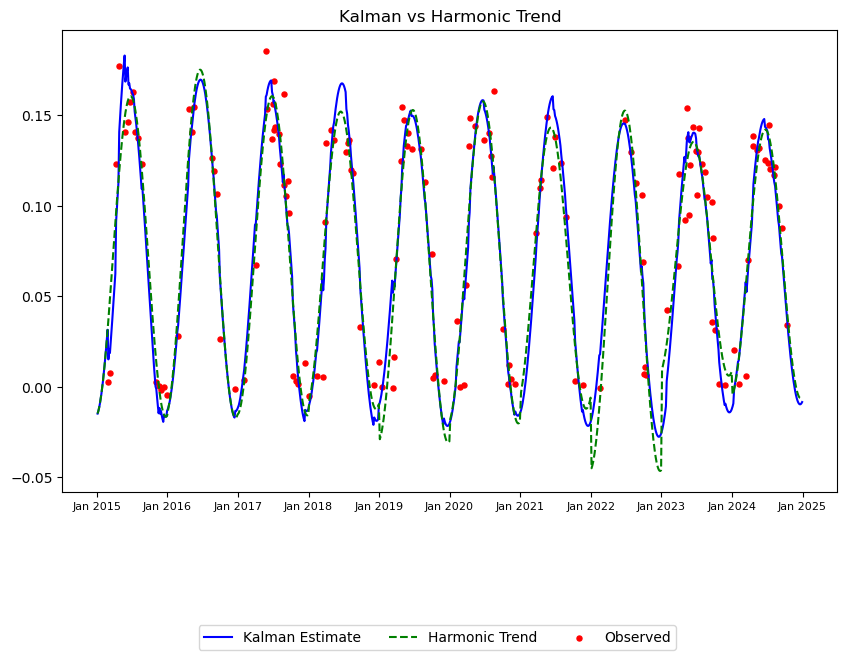 Kalman vs Harmonic Trend
0.15
0.10
0.05
0.00
−0.05
Jan 2015 Jan 2016 Jan 2017 Jan 2018 Jan 2019 Jan 2020 Jan 2021 Jan 2022 Jan 2023 Jan 2024 Jan 2025
Kalman Estimate Harmonic Trend Observed